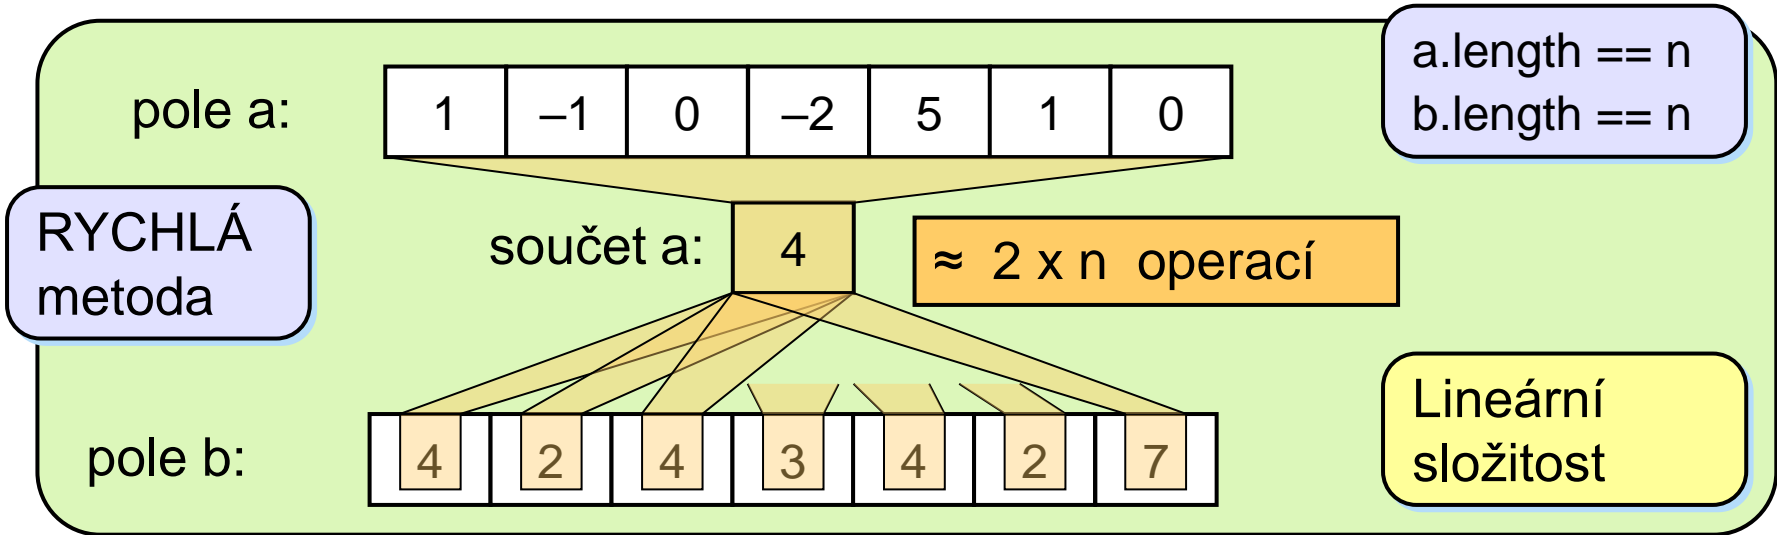 a.length == n
b.length == n
pole a: 1 –1 0 –2 5 1 0
RYCHLÁ
metoda
součet a: 4
≈ 2 x n operací
pole b: 4 2 4 3 4 2 7
Lineární
složitost